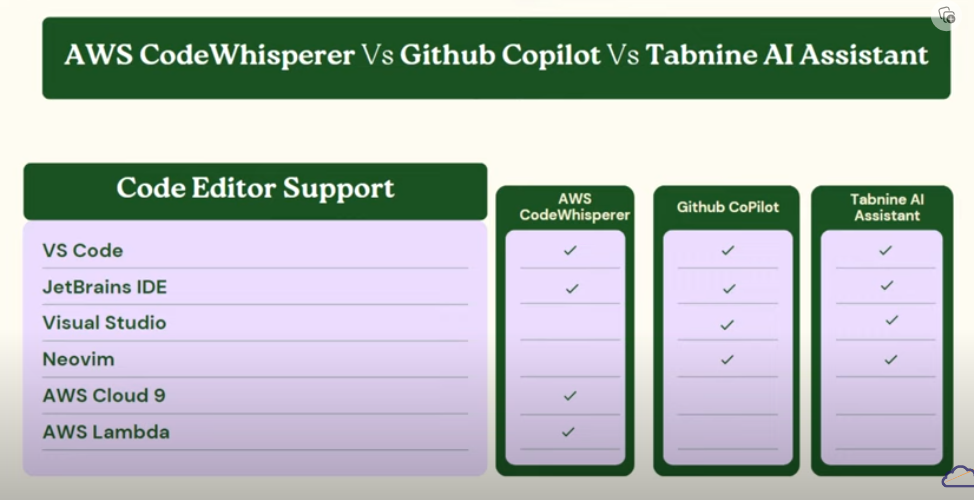 AWS CodeWhisperer Vs Github Copilot Vs Tabnine AI Assistant
Code Editor Support
AWS
CodeWhisperer
Github CoPilot
Tabnine AI
Assistant
VS Code ✓ ✓ ✓
JetBrains IDE ✓ ✓ ✓
Visual Studio ✓ ✓
Neovim ✓ ✓
AWS Cloud 9 ✓
AWS Lambda ✓